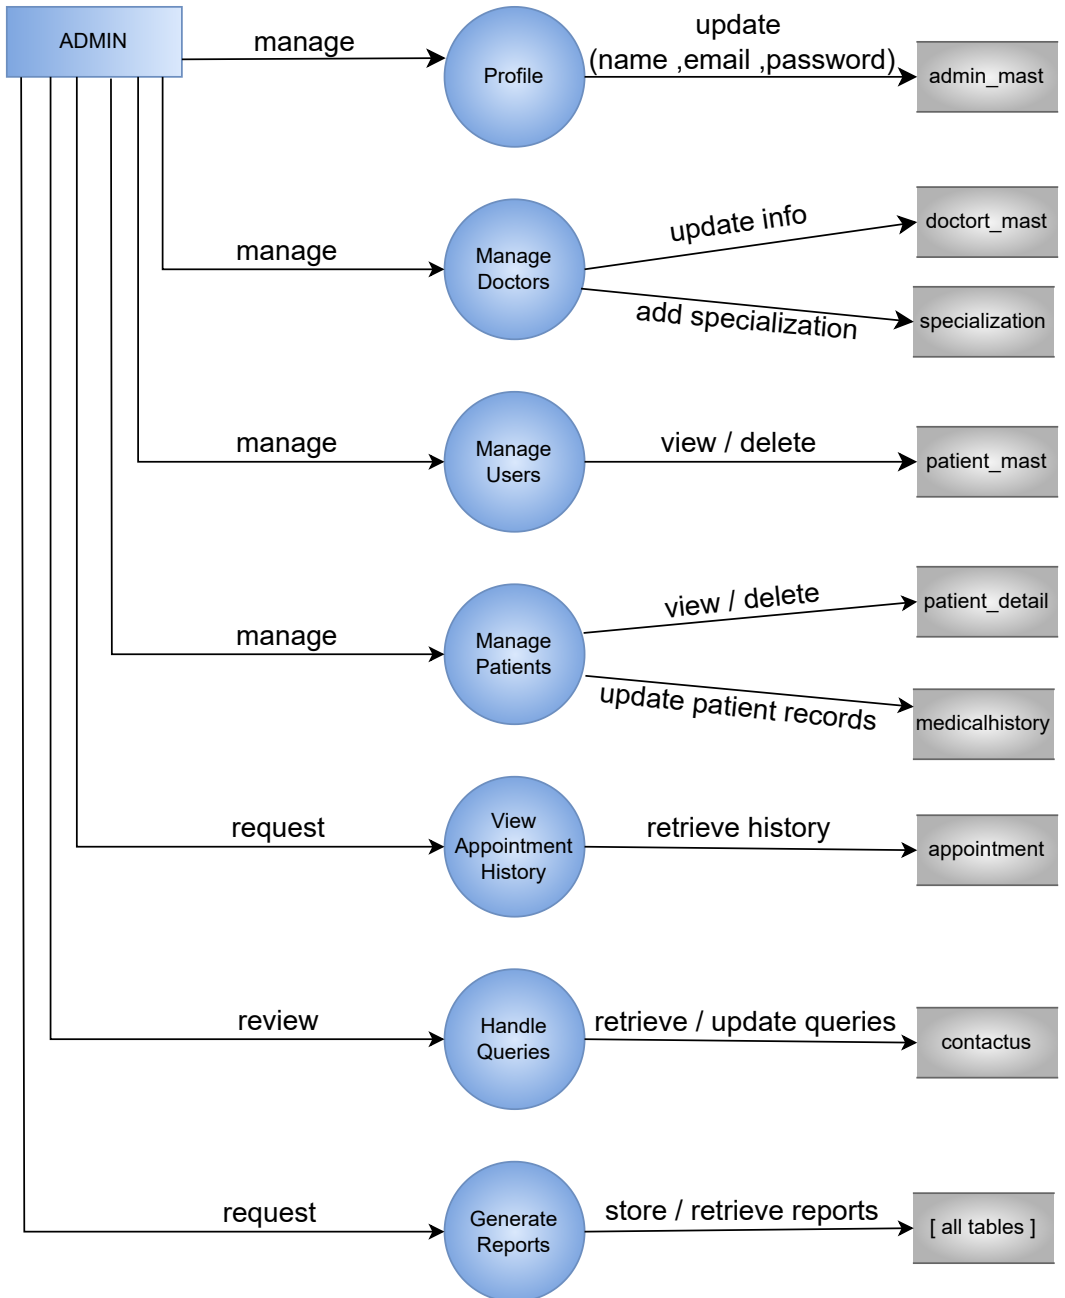 ADMIN
manage
Profile
update
(name ,email ,password)
admin_mast
manage
Manage
Doctors
update info
doctort_mast
add specialization
specialization
manage
Manage
Users
view / delete
patient_mast
manage
Manage
Patients
view / delete
patient_detail
update patient records
medicalhistory
request
View
Appointment
History
retrieve history
appointment
review
Handle
Queries
retrieve / update queries
contactus
request
Generate
Reports
store / retrieve reports
[ all tables ]